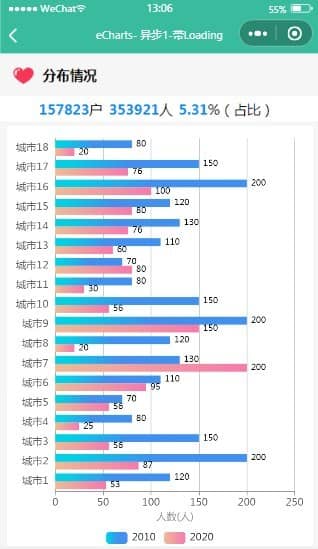 WeChat
13:06
55%
eCharts- 异步1-带Loading
分布情况
157823户 353921人 5.31% ( 占比 )
城市18 80
20
城市17 150
76
城市16 200
100
城市15 120
80
城市14 130
76
城市13 110
60
城市12 70
80
城市11 80
30
城市10 150
56
城市9 200
150
城市8 120
20
城市7 130
200
城市6 110
95
城市5 70
56
城市4 80
25
城市3 150
56
城市2 200
87
城市1 120
53
0 50 100 150 200 250
人数(人)
2010 2020